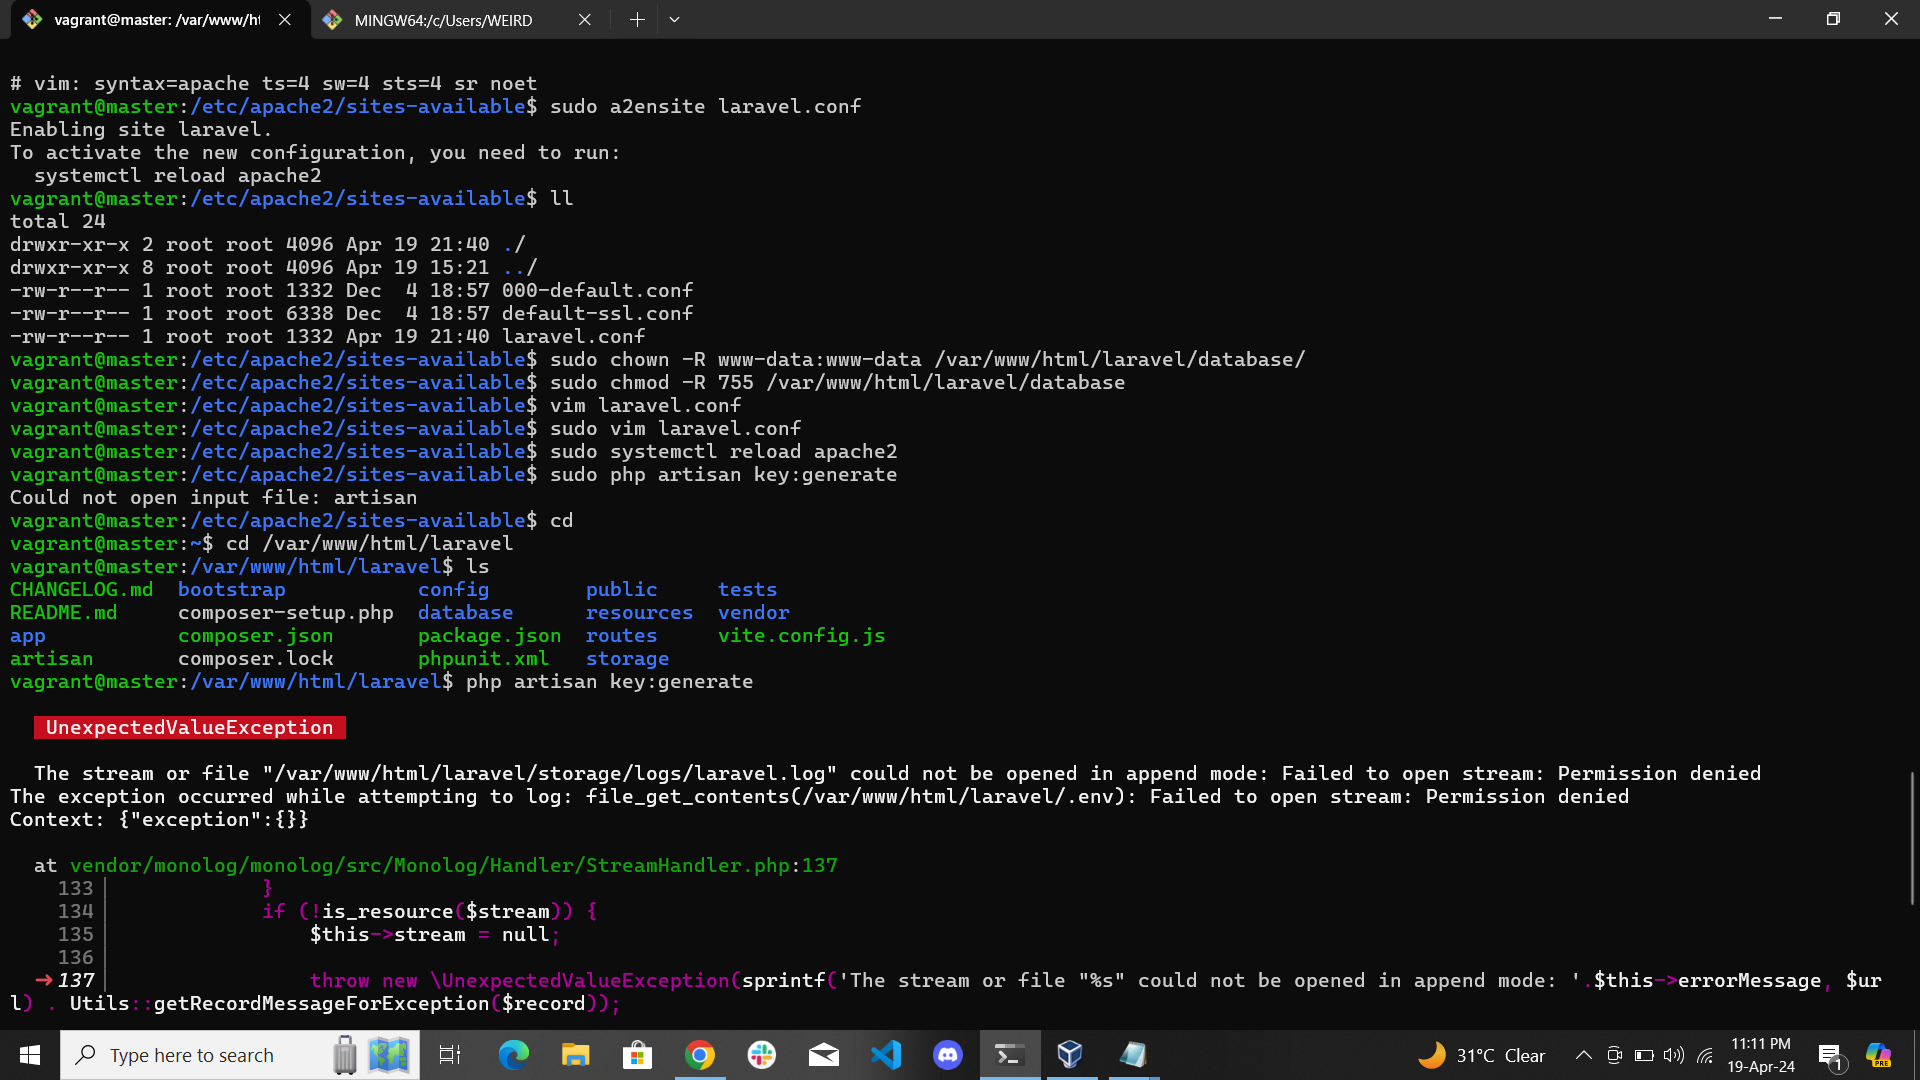 vagrant@master: /var/www/ht
MINGW64:/c/Users/WEIRD
# vim: syntax=apache ts=4 sw=4 sts=4 sr noet
vagrant@master:/etc/apache2/sites-available$ sudo a2ensite laravel.conf
Enabling site laravel.
To activate the new configuration, you need to run:
  systemctl reload apache2
vagrant@master:/etc/apache2/sites-available$ ll
total 24
drwxr-xr-x 2 root root 4096 Apr 19 21:40 ./
drwxr-xr-x 8 root root 4096 Apr 19 15:21 ../
-rw-r--r-- 1 root root 1332 Dec  4 18:57 000-default.conf
-rw-r--r-- 1 root root 6338 Dec  4 18:57 default-ssl.conf
-rw-r--r-- 1 root root 1332 Apr 19 21:40 laravel.conf
vagrant@master:/etc/apache2/sites-available$ sudo chown -R www-data:www-data /var/www/html/laravel/database/
vagrant@master:/etc/apache2/sites-available$ sudo chmod -R 755 /var/www/html/laravel/database
vagrant@master:/etc/apache2/sites-available$ vim laravel.conf
vagrant@master:/etc/apache2/sites-available$ sudo vim laravel.conf
vagrant@master:/etc/apache2/sites-available$ sudo systemctl reload apache2
vagrant@master:/etc/apache2/sites-available$ sudo php artisan key:generate
Could not open input file: artisan
vagrant@master:/etc/apache2/sites-available$ cd
vagrant@master:~$ cd /var/www/html/laravel
vagrant@master:/var/www/html/laravel$ ls
CHANGELOG.md  bootstrap           config        public     tests
README.md     composer-setup.php  database      resources  vendor
app           composer.json       package.json  routes     vite.config.js
artisan       composer.lock       phpunit.xml   storage
vagrant@master:/var/www/html/laravel$ php artisan key:generate
UnexpectedValueException
The stream or file "/var/www/html/laravel/storage/logs/laravel.log" could not be opened in append mode: Failed to open stream: Permission denied
The exception occurred while attempting to log: file_get_contents(/var/www/html/laravel/.env): Failed to open stream: Permission denied
Context: {"exception":{}}
at vendor/monolog/monolog/src/Monolog/Handler/StreamHandler.php:137
133|             }
134|             if (!is_resource($stream)) {
135|                 $this->stream = null;
136|
➜ 137|                 throw new \UnexpectedValueException(sprintf('The stream or file "%s" could not be opened in append mode: '.$this->errorMessage, $ur
l) . Utils::getRecordMessageForException($record));
Type here to search
31°C Clear
11:11 PM
19-Apr-24
1
PRE